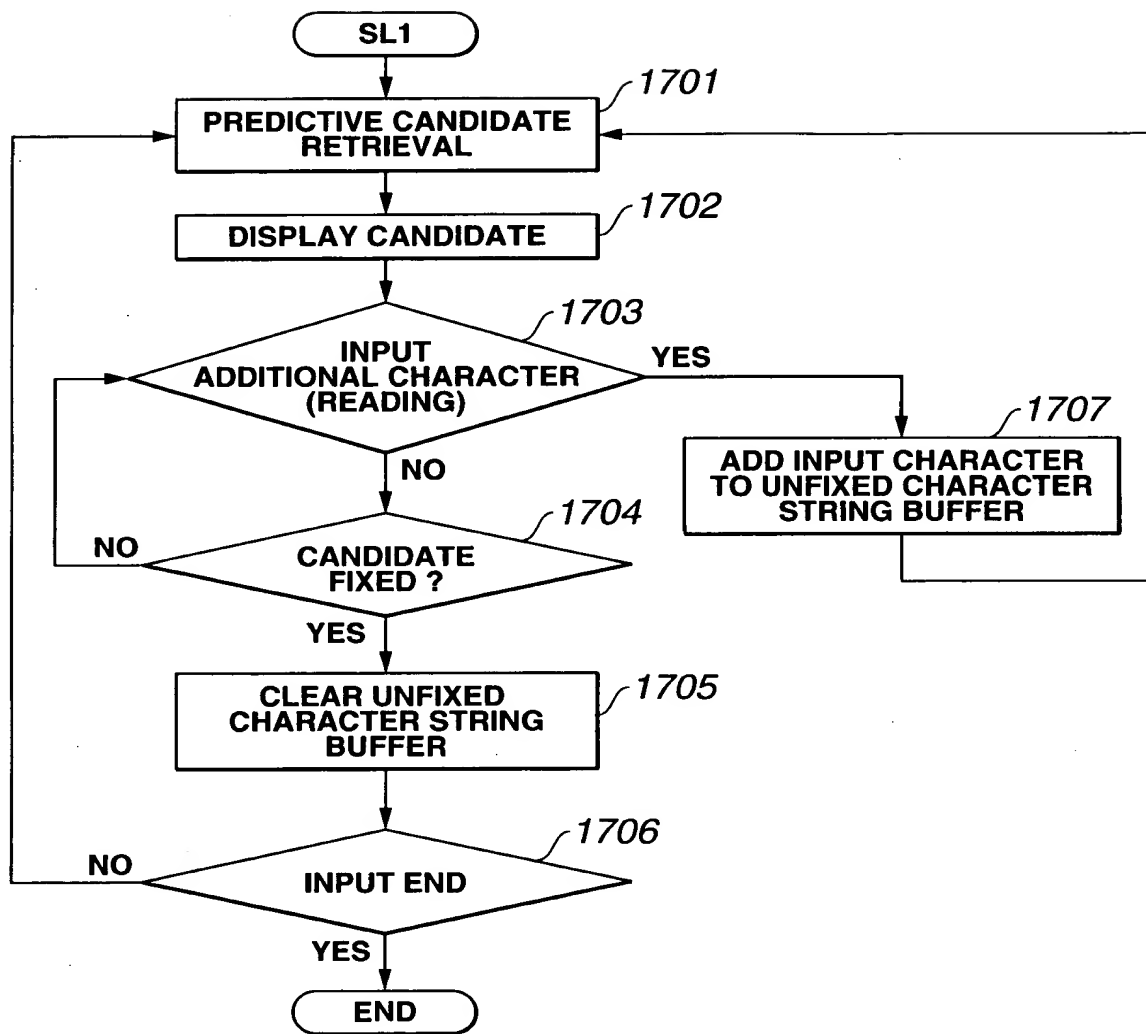 SL1
1701
PREDICTIVE CANDIDATE
RETRIEVAL
1702
DISPLAY CANDIDATE
1703
INPUT
ADDITIONAL CHARACTER
(READING)
YES
NO
1707
ADD INPUT CHARACTER
TO UNFIXED CHARACTER
STRING BUFFER
1704
CANDIDATE
FIXED ?
NO
YES
1705
CLEAR UNFIXED
CHARACTER STRING
BUFFER
1706
INPUT END
NO
YES
END